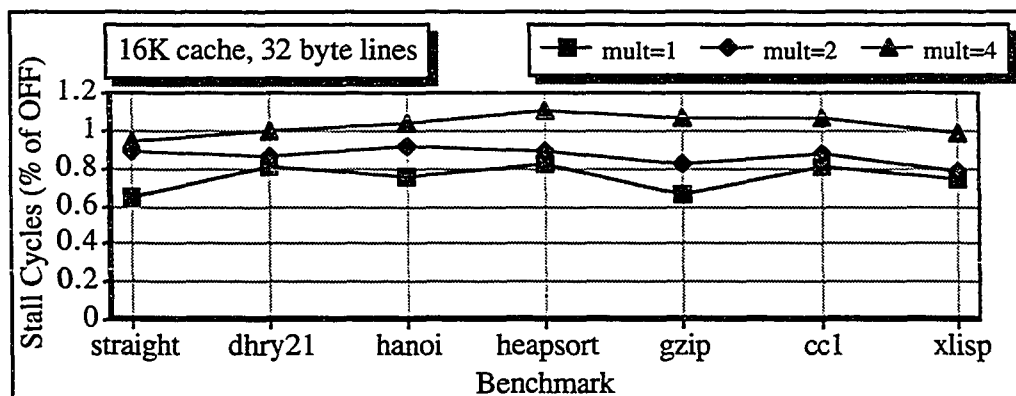 16K cache, 32 byte lines
mult=1 mult=2 mult=4
Stall Cycles (% of OFF)
1.2
1
0.8
0.6
0.4
0.2
0
straight dhry21 hanoi heapsort gzip cc1 xlisp
Benchmark